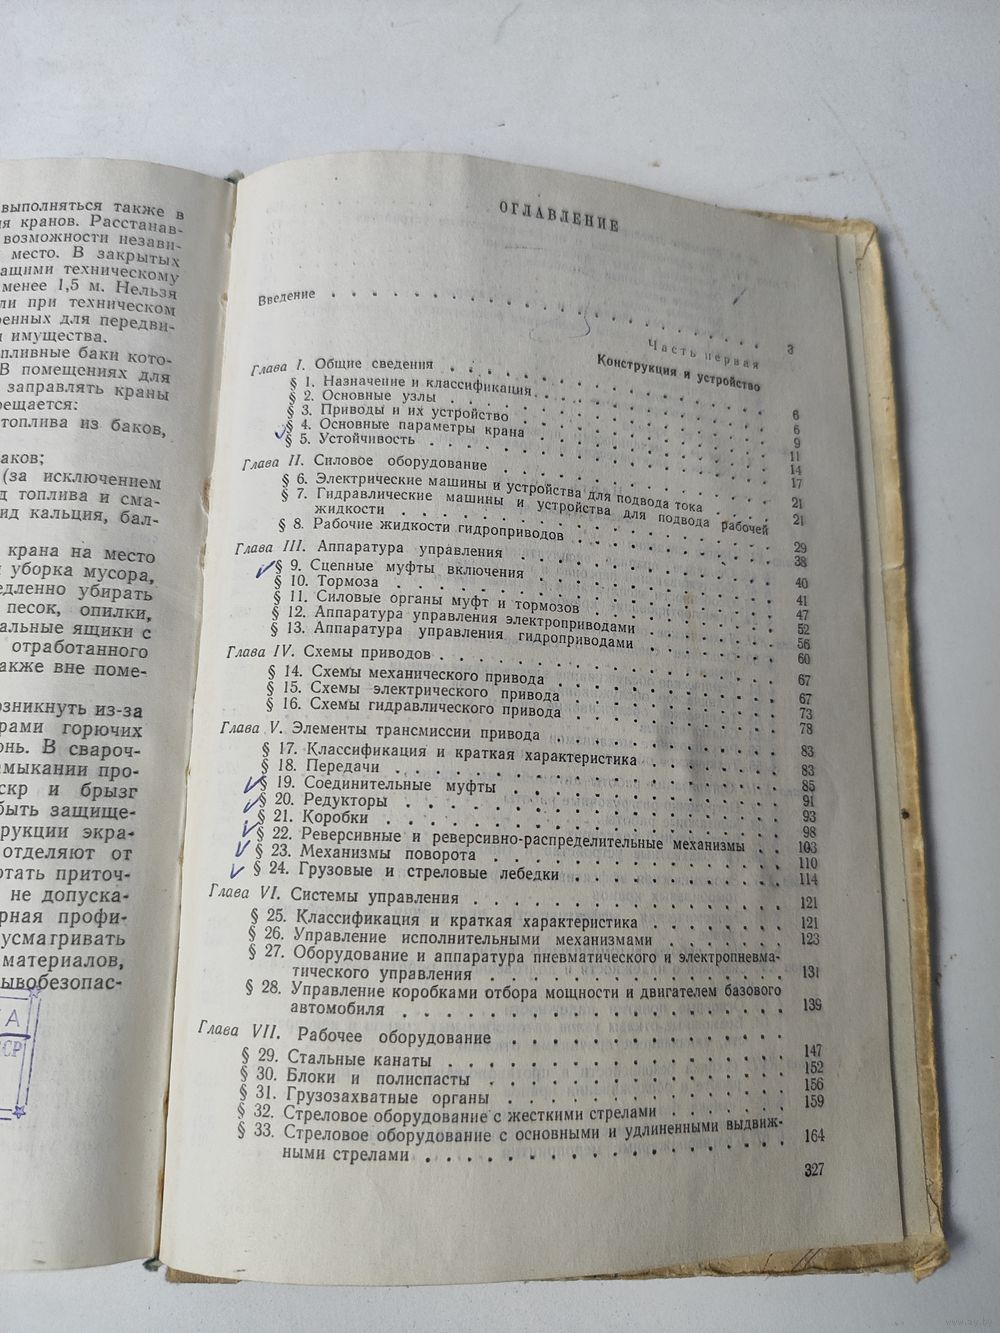 выполняться также в
ия кранов. Расстанав-
возможности незави-
место. В закрытых
ащими техническому
менее 1,5 м. Нельзя
ли при техническом
енных для передви-
и имущества.
пливные баки кото-
В помещениях для
заправлять краны
рещается:
топлива из баков,
аков;
(за исключением
д топлива и сма-
ид кальция, бал-
крана на место
уборка мусора,
едленно убирать
песок, опилки,
альные ящики с
отработанного
акже вне поме-
озникнуть из-за
рами горючих
онь. В свароч-
мыкании про-
скр и брызг
быть защище-
рукции экра-
отделяют от
отать приточ-
не допуска-
рная профи-
усматривать
материалов,
ывобезопас-
КА
ССР
ОГЛАВЛЕНИЕ
Введение . . . . . . . . . . . . . . . . . . 3
Часть первая
Конструкция и устройство
Глава I. Общие сведения . . . . . . . . . . . . 6
§ 1. Назначение и классификация . . . . . . . . . 6
§ 2. Основные узлы . . . . . . . . . . . . 9
§ 3. Приводы и их устройство . . . . . . . . . . 11
§ 4. Основные параметры крана . . . . . . . . . 14
§ 5. Устойчивость . . . . . . . . . . . . 17
Глава II. Силовое оборудование . . . . . . . . . . 21
§ 6. Электрические машины и устройства для подвода тока . . . 21
§ 7. Гидравлические машины и устройства для подвода рабочей
жидкости . . . . . . . . . . . . . 29
§ 8. Рабочие жидкости гидроприводов . . . . . . . . 38
Глава III. Аппаратура управления . . . . . . . . . 40
§ 9. Сцепные муфты включения . . . . . . . . . 41
§ 10. Тормоза . . . . . . . . . . . . . 47
§ 11. Силовые органы муфт и тормозов . . . . . . . 52
§ 12. Аппаратура управления электроприводами . . . . . 56
§ 13. Аппаратура управления гидроприводами . . . . . 60
Глава IV. Схемы приводов . . . . . . . . . . . . 67
§ 14. Схемы механического привода . . . . . . . . 67
§ 15. Схемы электрического привода . . . . . . . . 73
§ 16. Схемы гидравлического привода . . . . . . . . 78
Глава V. Элементы трансмиссии привода . . . . . . . . 83
§ 17. Классификация и краткая характеристика . . . . . . 83
§ 18. Передачи . . . . . . . . . . . . . 85
§ 19. Соединительные муфты . . . . . . . . . . 91
§ 20. Редукторы . . . . . . . . . . . . . 93
§ 21. Коробки . . . . . . . . . . . . . . 98
§ 22. Реверсивные и реверсивно-распределительные механизмы . . 103
§ 23. Механизмы поворота . . . . . . . . . . . 110
§ 24. Грузовые и стреловые лебедки . . . . . . . . 114
Глава VI. Системы управления . . . . . . . . . . . 121
§ 25. Классификация и краткая характеристика . . . . . . 121
§ 26. Управление исполнительными механизмами . . . . . 123
§ 27. Оборудование и аппаратура пневматического и электропневма-
тического управления . . . . . . . . . . . 131
§ 28. Управление коробками отбора мощности и двигателем базового
автомобиля . . . . . . . . . . . . . . 139
Глава VII. Рабочее оборудование . . . . . . . . . . 147
§ 29. Стальные канаты . . . . . . . . . . . . 152
§ 30. Блоки и полиспасты . . . . . . . . . . . 156
§ 31. Грузозахватные органы . . . . . . . . . . 159
§ 32. Стреловое оборудование с жесткими стрелами . . . . .
§ 33. Стреловое оборудование с основными и удлиненными выдвиж-
ными стрелами . . . . . . . . . . . . . 164
327
www.ay.by